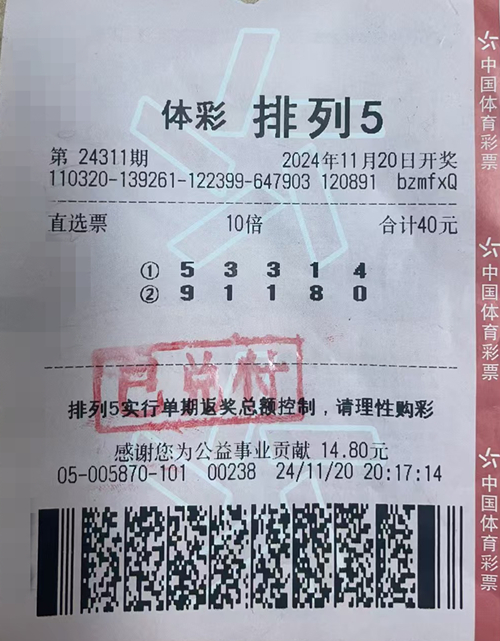 体彩 排列5
第 24311期 2024年11月20日开奖
110320-139261-122399-647903 120891 bzmfxQ
直选票 10倍 合计40元
① 5 3 3 1 4
② 9 1 1 8 0
已兑付
排列5实行单期返奖总额控制，请理性购彩
感谢您为公益事业贡献 14.80元
05-005870-101 00238 24/11/20 20:17:14
中国体育彩票
中国体育彩票
中国体育彩票